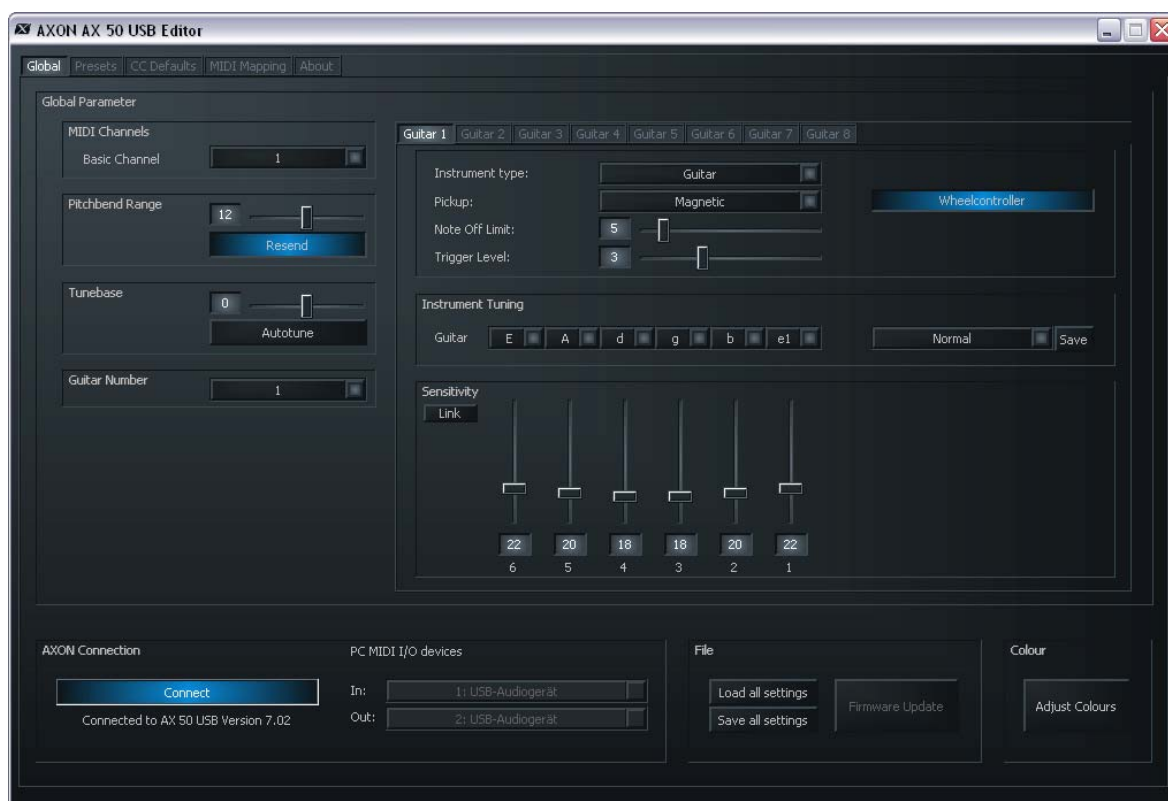 AXON AX 50 USB Editor
Global Presets CC Defaults MIDI Mapping About
Global Parameter
MIDI Channels
Basic Channel 1
Pitchbend Range
12
Resend
Tunebase
0
Autotune
Guitar Number
1
Guitar 1 Guitar 2 Guitar 3 Guitar 4 Guitar 5 Guitar 6 Guitar 7 Guitar 8
Instrument type: Guitar
Pickup: Magnetic
Wheelcontroller
Note Off Limit: 5
Trigger Level: 3
Instrument Tuning
Guitar E A d g b e1 Normal Save
Sensitivity
Link
22 20 18 18 20 22
6 5 4 3 2 1
AXON Connection
Connect
Connected to AX 50 USB Version 7.02
PC MIDI I/O devices
In: 1: USB-Audiogerät
Out: 2: USB-Audiogerät
File
Load all settings
Save all settings
Firmware Update
Colour
Adjust Colours